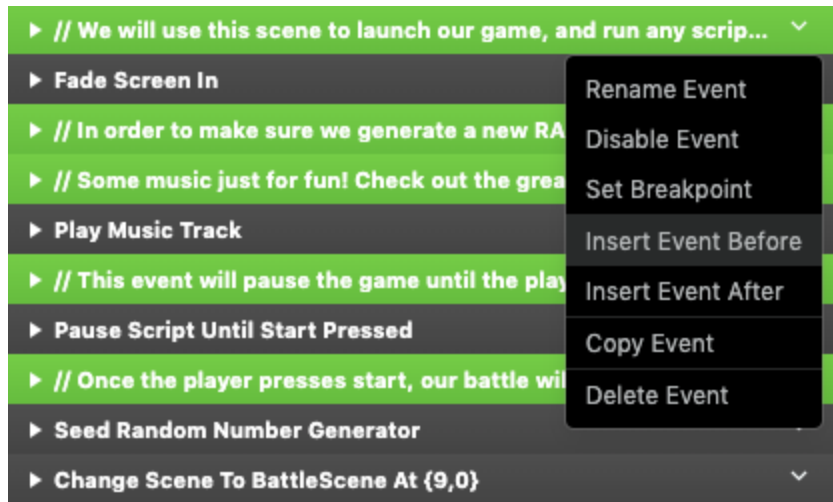 // We will use this scene to launch our game, and run any scrip...
Fade Screen In
// In order to make sure we generate a new RA
// Some music just for fun! Check out the grea
Play Music Track
// This event will pause the game until the play
Pause Script Until Start Pressed
// Once the player presses start, our battle wil
Seed Random Number Generator
Change Scene To BattleScene At {9,0}
Rename Event
Disable Event
Set Breakpoint
Insert Event Before
Insert Event After
Copy Event
Delete Event